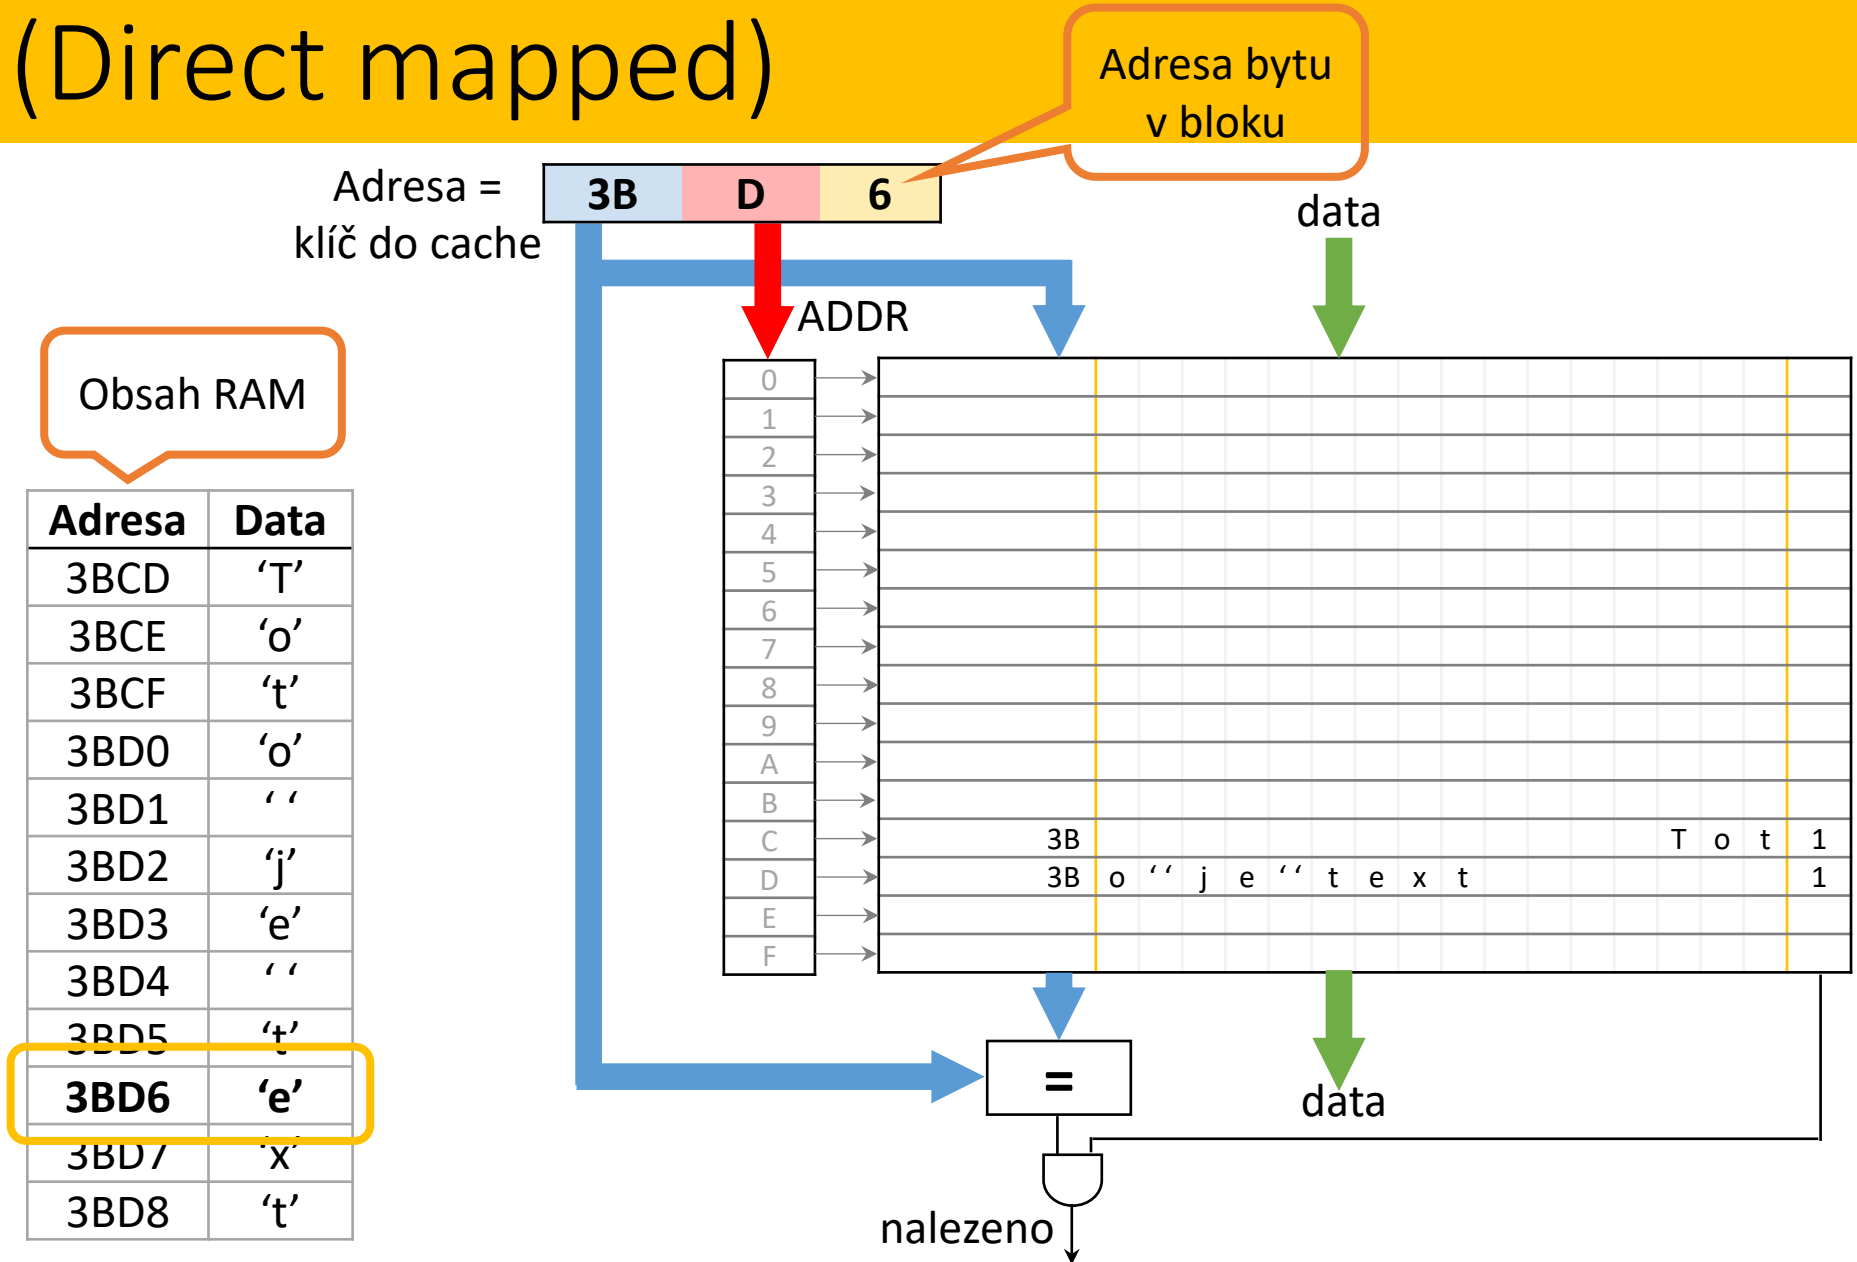 (Direct mapped)
Adresa bytu
v bloku
Adresa =
klíč do cache
3B D 6
data
ADDR
Obsah RAM
Adresa Data
3BCD ‘T’
3BCE ‘o’
3BCF ‘t’
3BD0 ‘o’
3BD1 ‘ ‘
3BD2 ‘j’
3BD3 ‘e’
3BD4 ‘ ‘
3BD5 ‘t’
3BD6 ‘e’
3BD7 ‘x’
3BD8 ‘t’
0
1
2
3
4
5
6
7
8
9
A
B
C 3B T o t 1
D 3B o ‘ ‘ j e ‘ ‘ t e x t 1
E
F
=
data
nalezeno